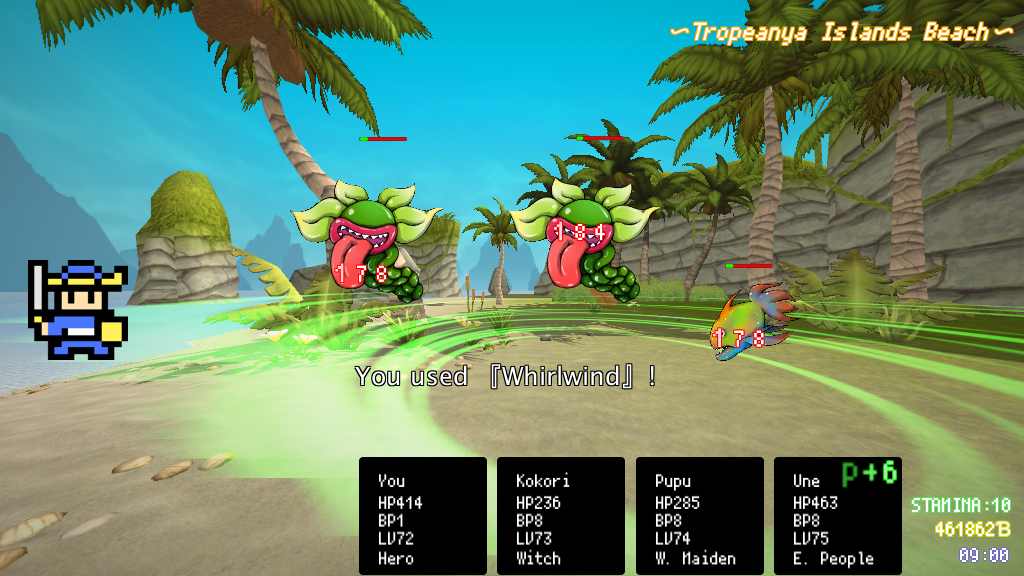 ~Tropeanya Islands Beach~
178
184
178
You used 『Whirlwind』!
You
HP414
BP1
LV72
Hero
Kokori
HP236
BP8
LV73
Witch
Pupu
HP285
BP8
LV74
W. Maiden
Une
HP463
BP8
LV75
E. People
p+6
STAMINA:10
461862B
09:00